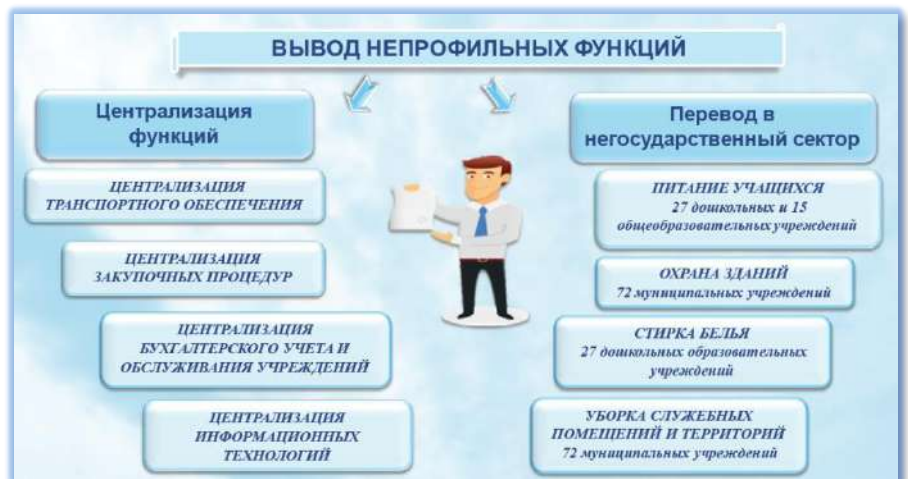 ВЫВОД НЕПРОФИЛЬНЫХ ФУНКЦИЙ
Централизация
функций
ЦЕНТРАЛИЗАЦИЯ
ТРАНСПОРТНОГО ОБЕСПЕЧЕНИЯ
ЦЕНТРАЛИЗАЦИЯ
ЗАКУПОЧНЫХ ПРОЦЕДУР
ЦЕНТРАЛИЗАЦИЯ
БУХГАЛТЕРСКОГО УЧЕТА И
ОБСЛУЖИВАНИЯ УЧРЕЖДЕНИЙ
ЦЕНТРАЛИЗАЦИЯ
ИНФОРМАЦИОННЫХ
ТЕХНОЛОГИЙ
Перевод в
негосударственный сектор
ПИТАНИЕ УЧАЩИХСЯ
27 дошкольных и 15
общеобразовательных учреждений
ОХРАНА ЗДАНИЙ
72 муниципальных учреждений
СТИРКА БЕЛЬЯ
27 дошкольных образовательных
учреждений
УБОРКА СЛУЖЕБНЫХ
ПОМЕЩЕНИЙ И ТЕРРИТОРИЙ
72 муниципальных учреждений